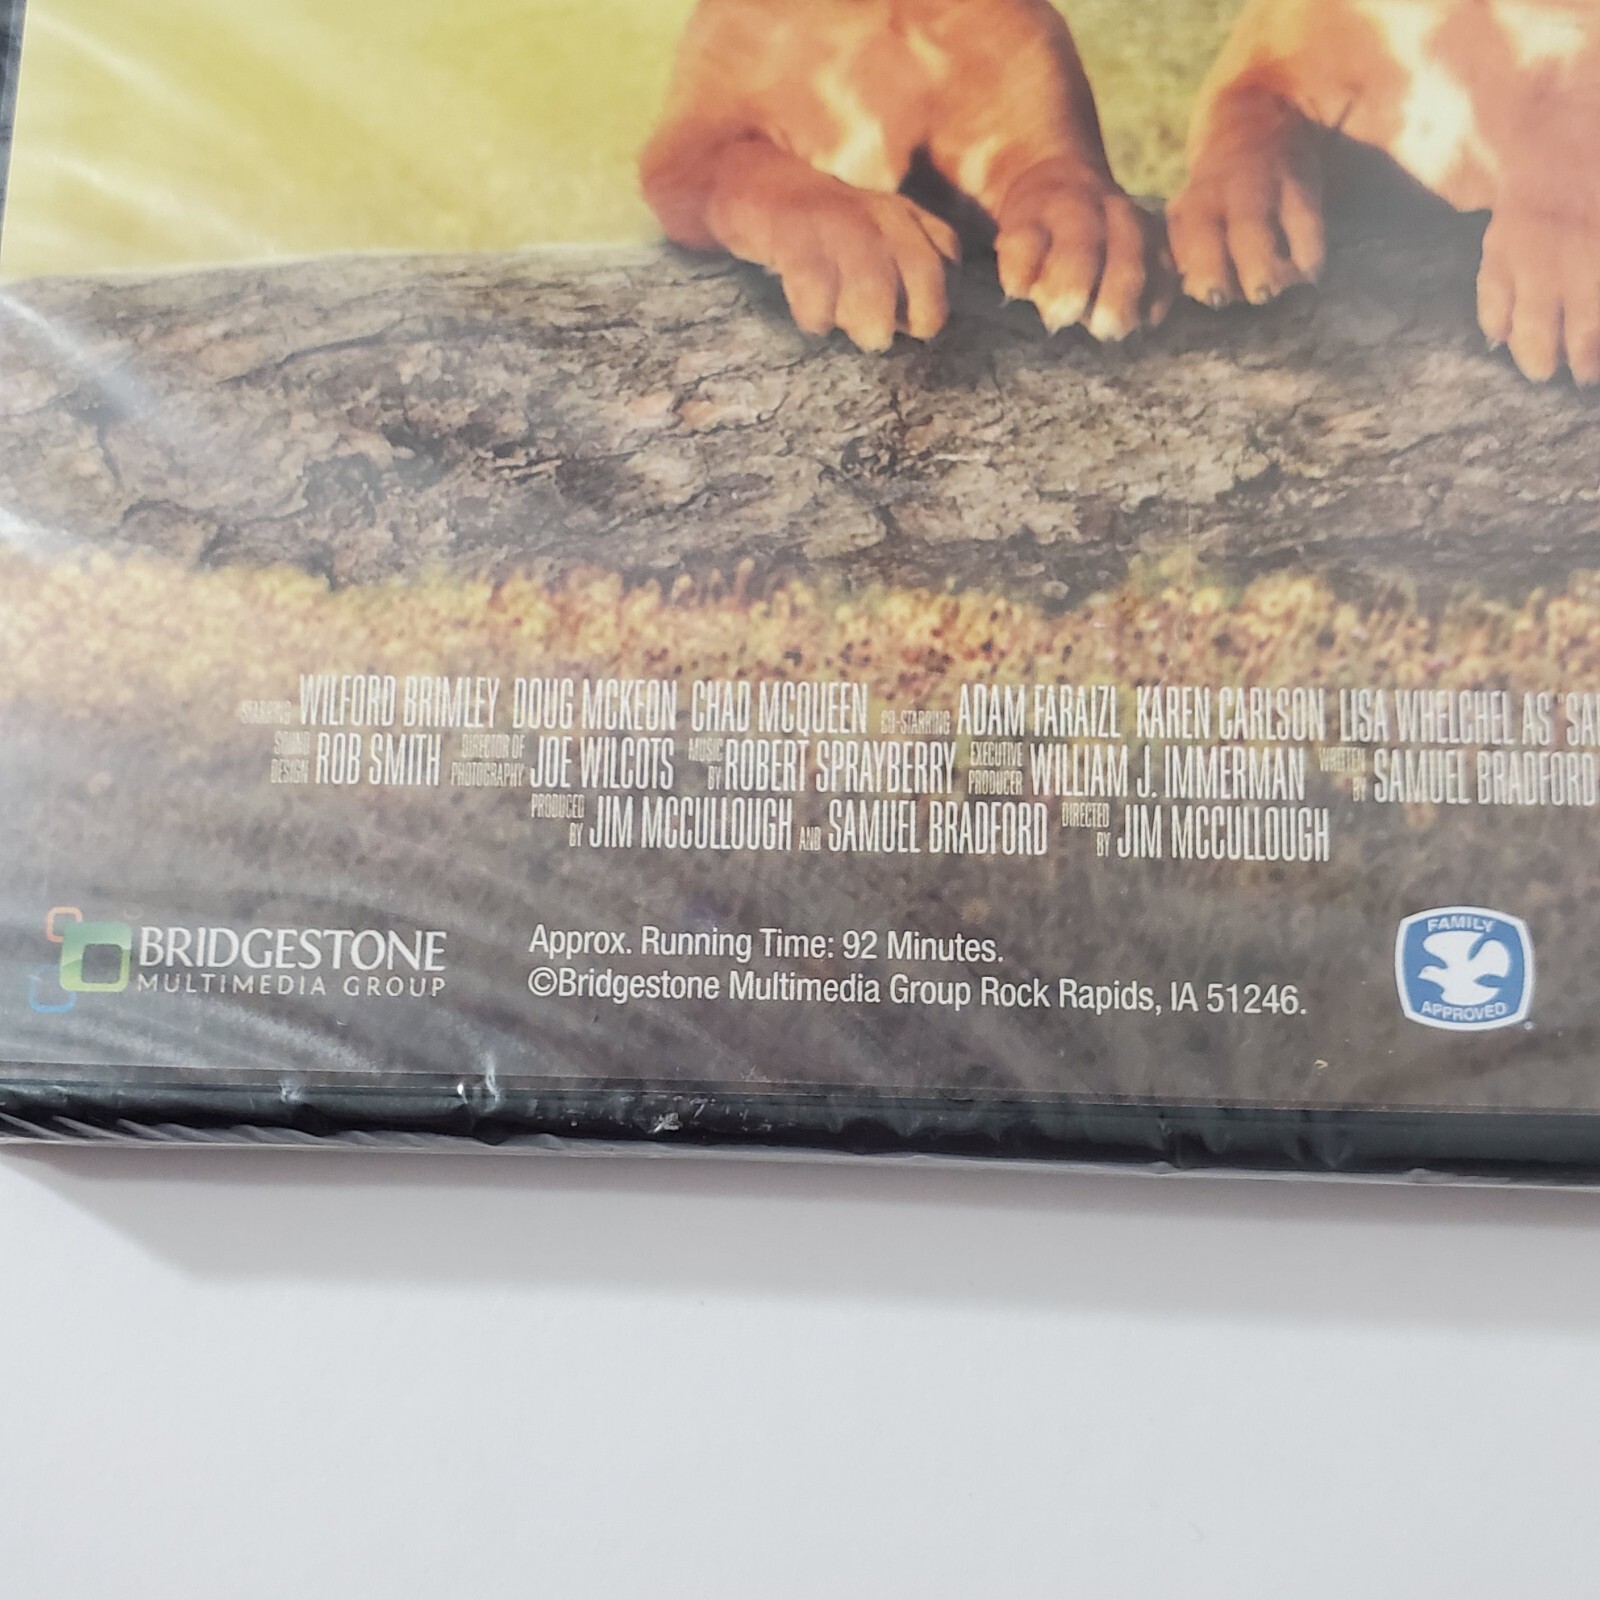 STARRING WILFORD BRIMLEY DOUG MCKEON CHAD MCQUEEN CO-STARRING ADAM FARAIZL KAREN CARLSON LISA WHELCHEL AS "SA
SOUND DESIGN ROB SMITH DIRECTOR OF PHOTOGRAPHY JOE WILCOTS MUSIC BY ROBERT SPRAYBERRY EXECUTIVE PRODUCER WILLIAM J. IMMERMAN WRITTEN BY SAMUEL BRADFORD
PRODUCED BY JIM MCCULLOUGH AND SAMUEL BRADFORD DIRECTED BY JIM MCCULLOUGH
BRIDGESTONE
MULTIMEDIA GROUP
Approx. Running Time: 92 Minutes.
©Bridgestone Multimedia Group Rock Rapids, IA 51246.
FAMILY
APPROVED